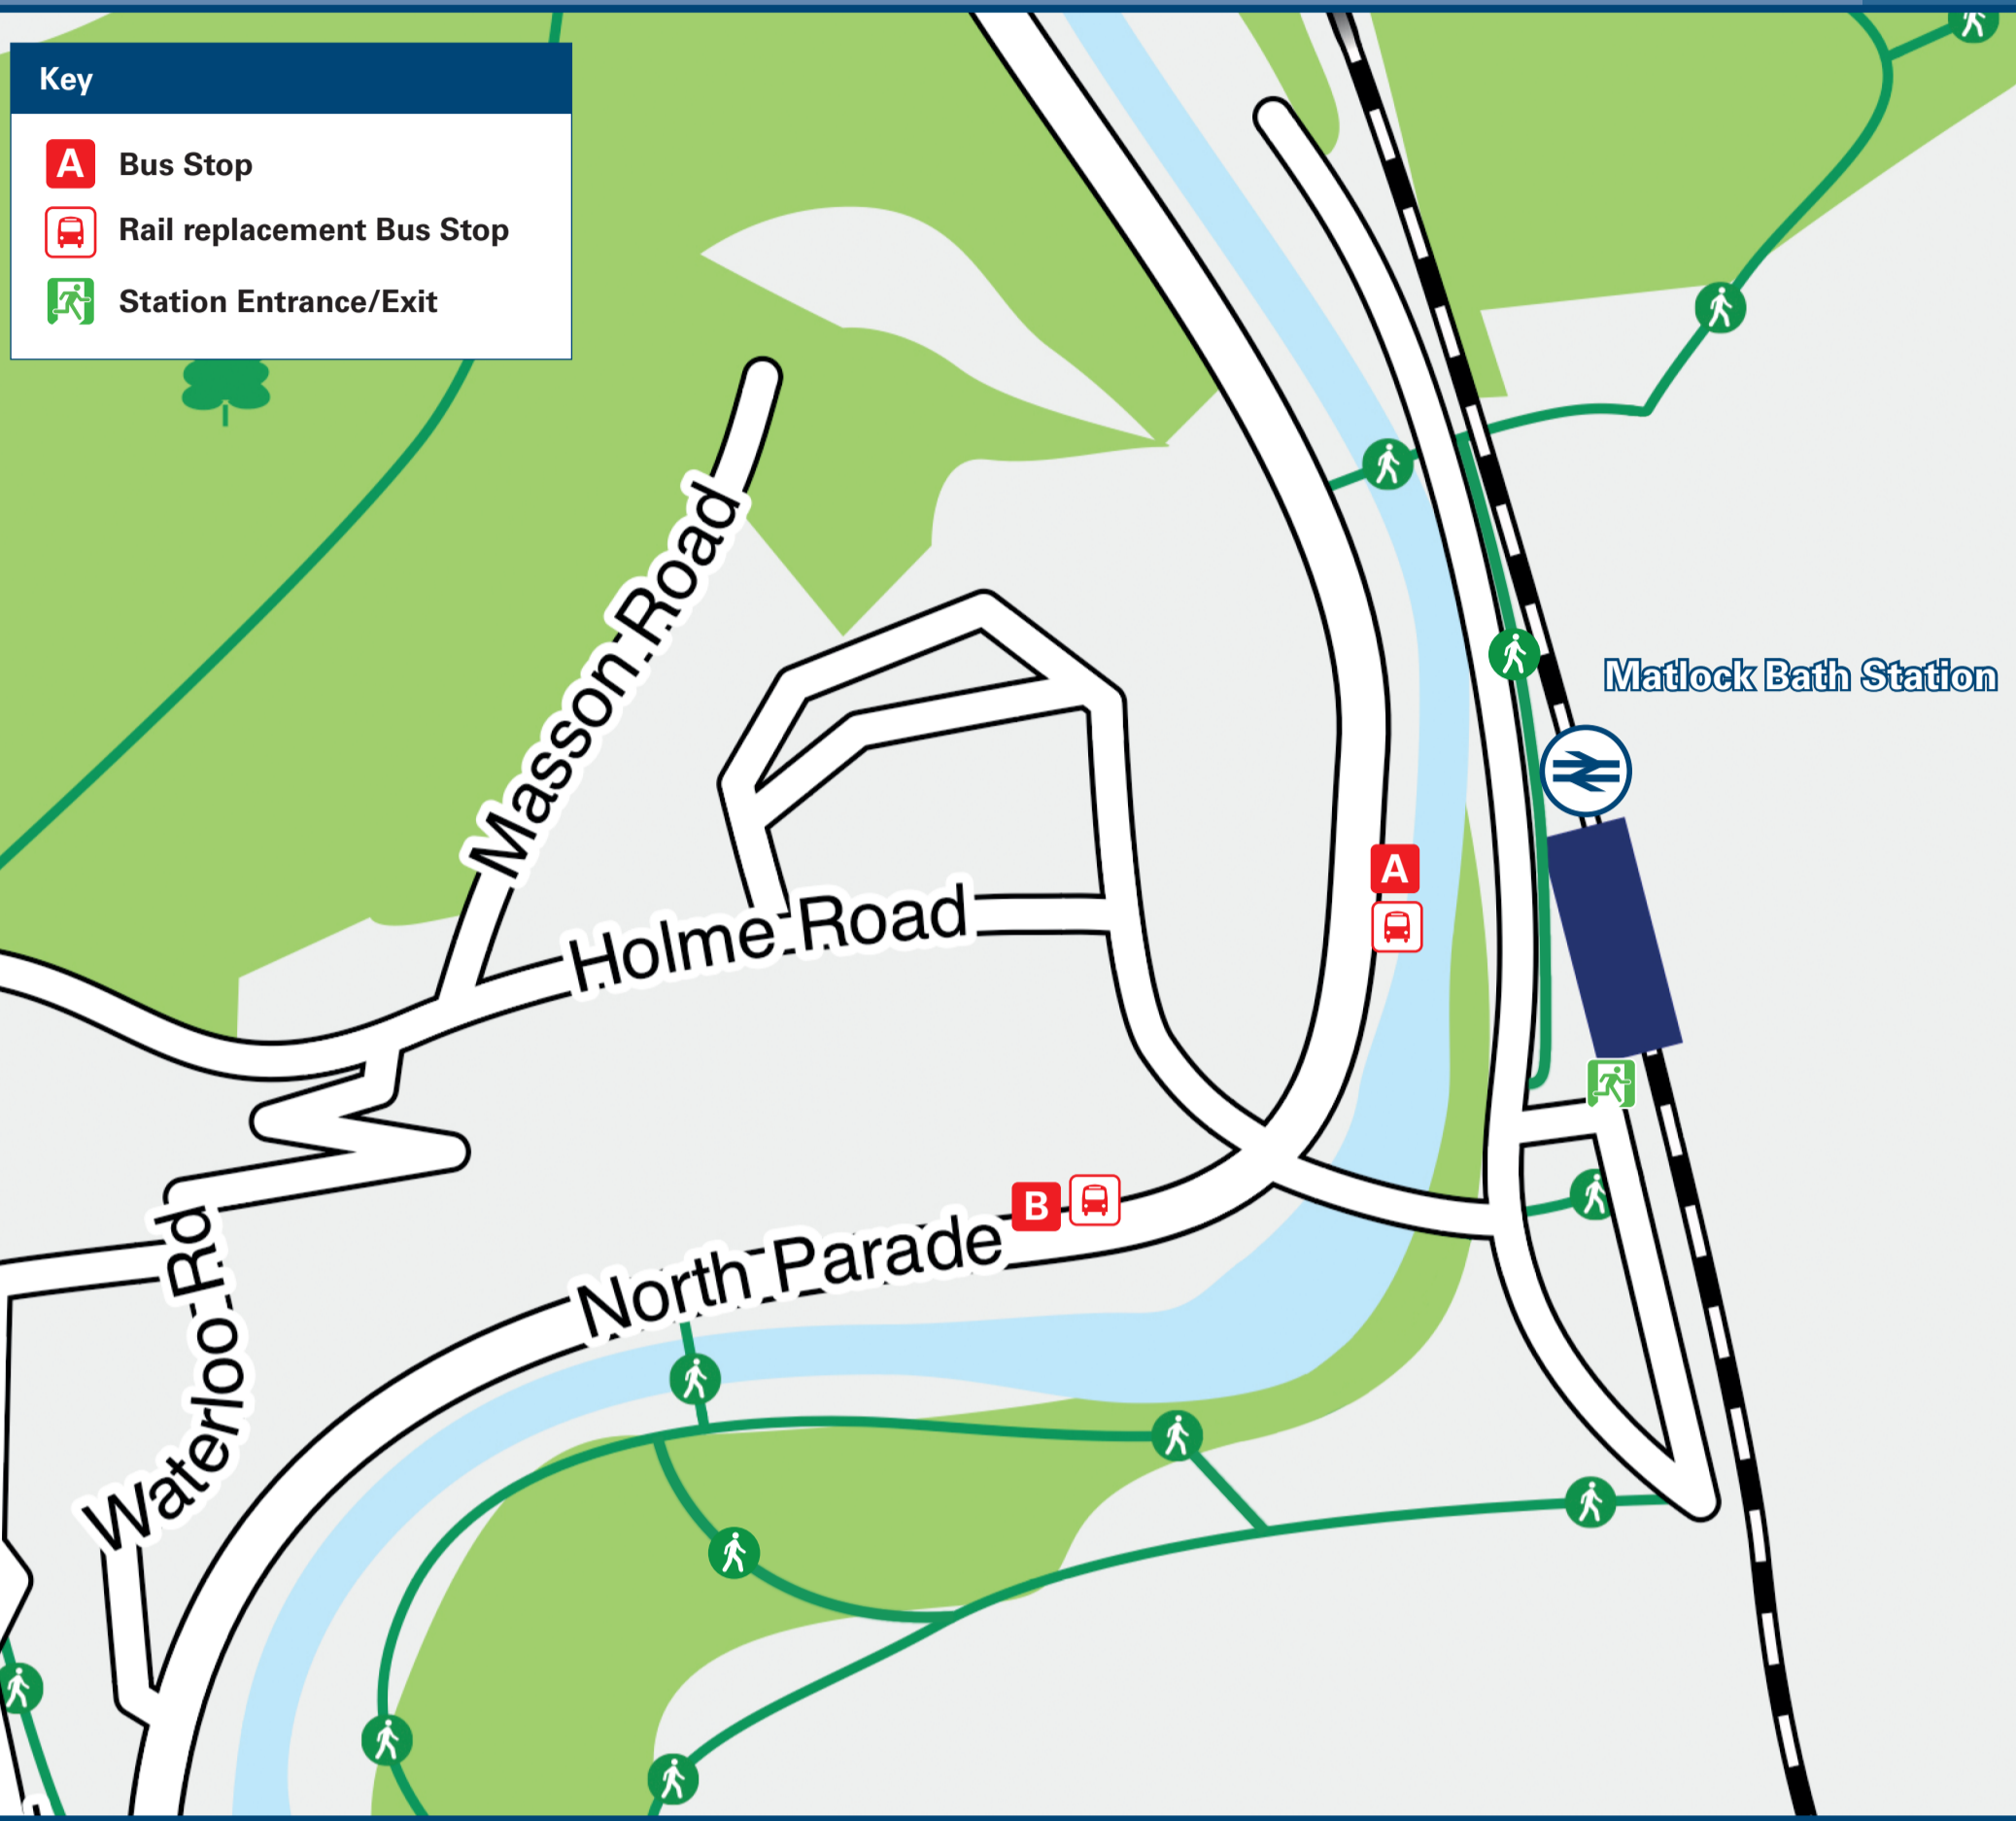 Key
A Bus Stop
Rail replacement Bus Stop
Station Entrance/Exit
Masson Road
Matlock Bath Station
Holme Road
A
B
North Parade
Waterloo Rd